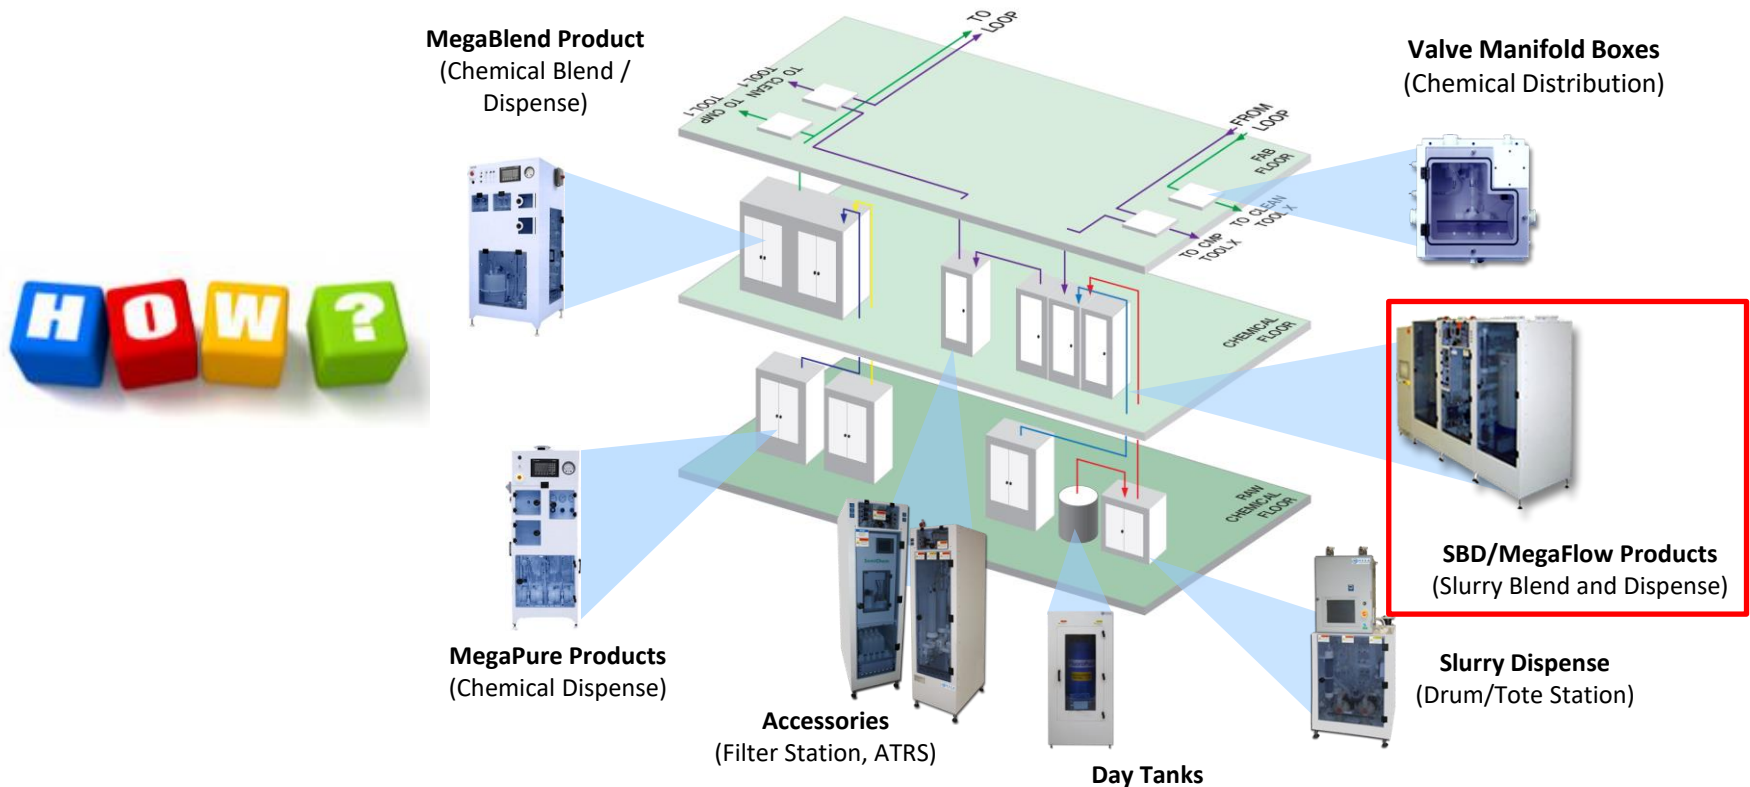 MegaBlend Product
(Chemical Blend /
Dispense)
TO
LOOP
TO CLEAN
TOOL 1
TO CMP
TOOL 1
FROM
LOOP
FAB
FLOOR
TO CLEAN
TOOL X
TO CMP
TOOL X
Valve Manifold Boxes
(Chemical Distribution)
HOW?
CHEMICAL
FLOOR
RAW
CHEMICAL
FLOOR
SBD/MegaFlow Products
(Slurry Blend and Dispense)
MegaPure Products
(Chemical Dispense)
Accessories
(Filter Station, ATRS)
Day Tanks
Slurry Dispense
(Drum/Tote Station)